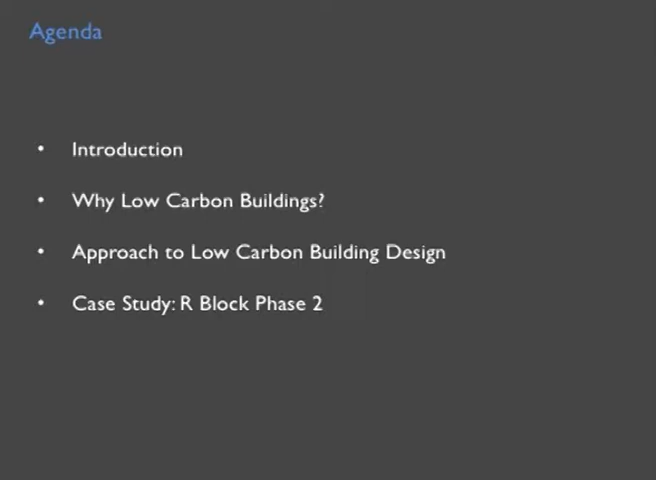 Agenda
• Introduction
• Why Low Carbon Buildings?
• Approach to Low Carbon Building Design
• Case Study: R Block Phase 2